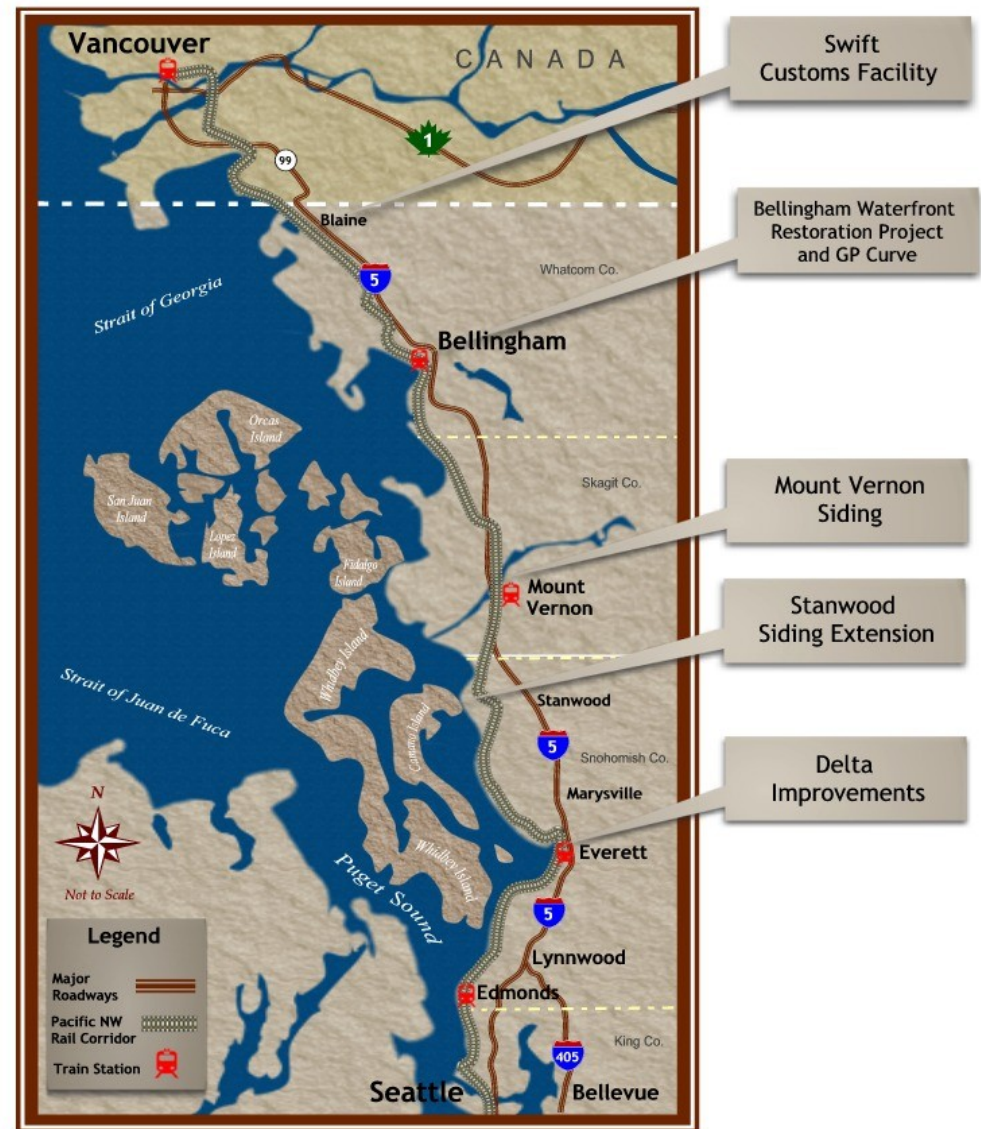 Vancouver
CANADA
1
99
Swift
Customs Facility
Blaine
5
Whatcom Co.
Bellingham Waterfront
Restoration Project
and GP Curve
Strait of Georgia
Bellingham
Orcas
Island
San Juan
Island
Lopez
Island
Fidalgo
Island
Skagit Co.
Mount Vernon
Siding
Mount
Vernon
Stanwood
Siding Extension
Whidbey Island
Strait of Juan de Fuca
Camano Island
Stanwood
5
Snohomish Co.
Marysville
Delta
Improvements
Everett
Whidbey Island
Puget Sound
N
Not to Scale
5
Lynnwood
Edmonds
King Co.
405
Bellevue
Seattle
Legend
Major
Roadways
Pacific NW
Rail Corridor
Train Station